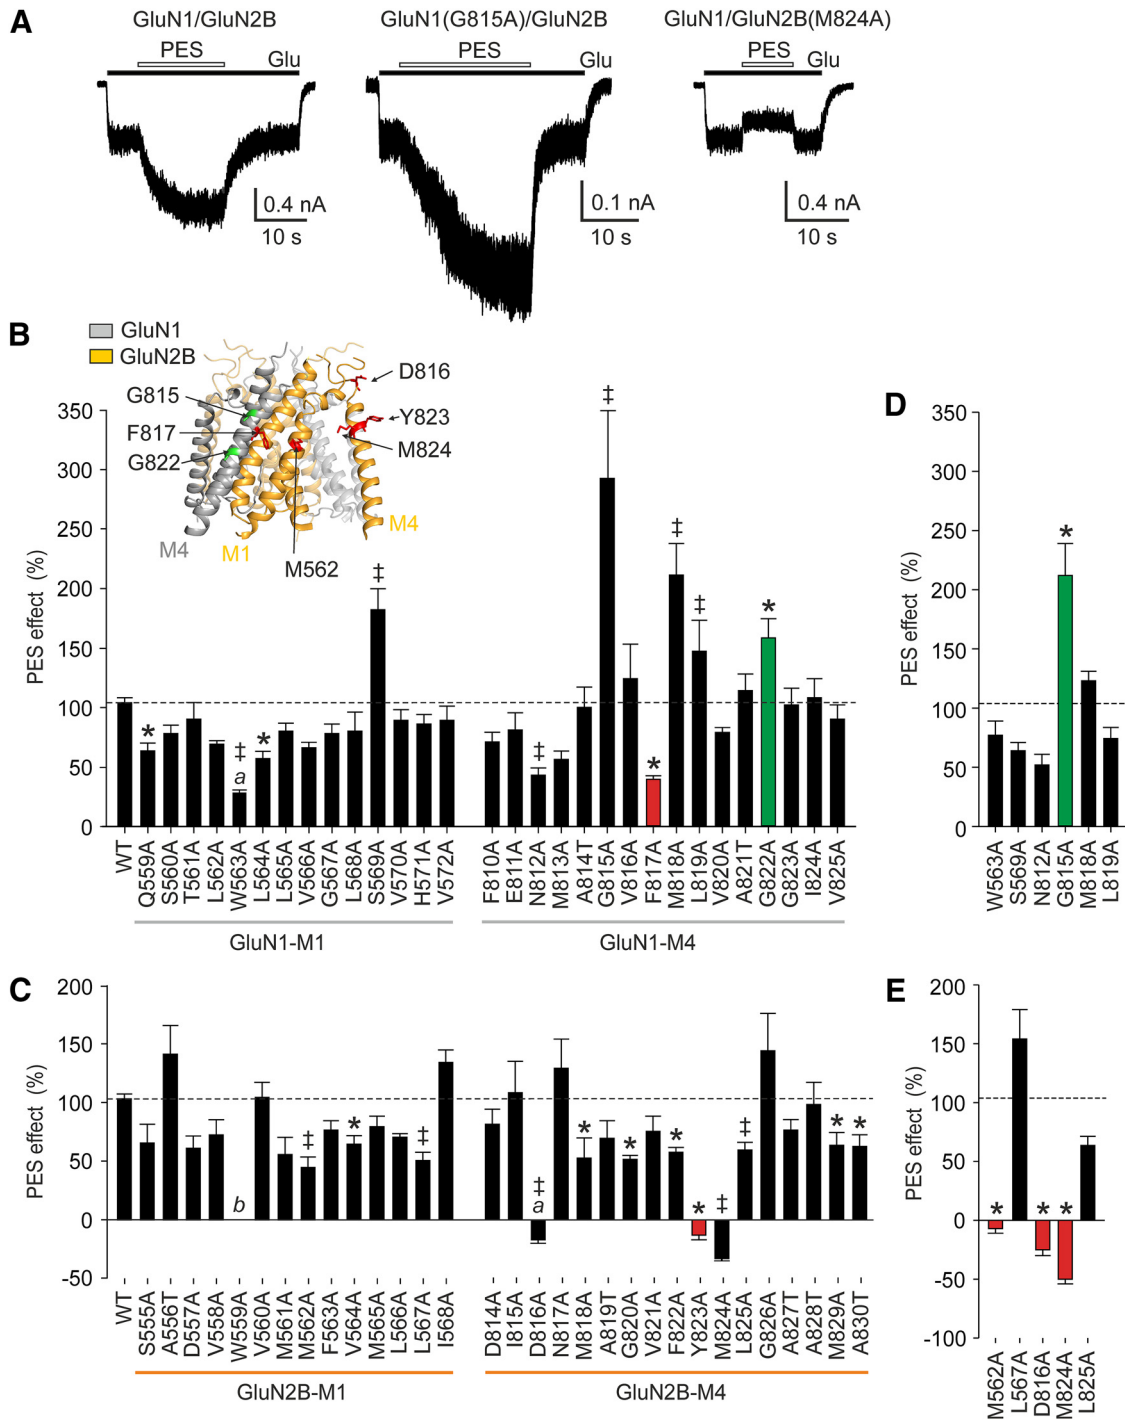 A
GluN1/GluN2B
GluN1(G815A)/GluN2B
GluN1/GluN2B(M824A)
PES
Glu
PES
Glu
PES
Glu
0.4 nA
10 s
0.1 nA
10 s
0.4 nA
10 s
B
GluN1
GluN2B
G815
F817
G822
D816
Y823
M824
M4
M1
M562
M4
PES effect (%)
350
300
250
200
150
100
50
0
*
‡
a
*
‡
‡
‡
*
‡
‡
*
WT
Q559A
S560A
T561A
L562A
W563A
L564A
L565A
V566A
G567A
L568A
S569A
V570A
H571A
V572A
F810A
E811A
N812A
M813A
A814T
G815A
V816A
F817A
M818A
L819A
V820A
A821T
G822A
G823A
I824A
V825A
GluN1-M1
GluN1-M4
D
PES effect (%)
350
300
250
200
150
100
50
0
*
W563A
S569A
N812A
G815A
M818A
L819A
C
PES effect (%)
200
150
100
50
0
-50
b
‡
*
‡
‡
a
*
*
*
*
‡
‡
*
*
WT
S555A
A556T
D557A
V558A
W559A
V560A
M561A
M562A
F563A
V564A
M565A
L566A
L567A
I568A
D814A
I815A
D816A
N817A
M818A
A819T
G820A
V821A
F822A
Y823A
M824A
L825A
G826A
A827T
A828T
M829A
A830T
GluN2B-M1
GluN2B-M4
E
PES effect (%)
200
150
100
50
0
-50
-100
*
*
*
M562A
L567A
D816A
M824A
L825A